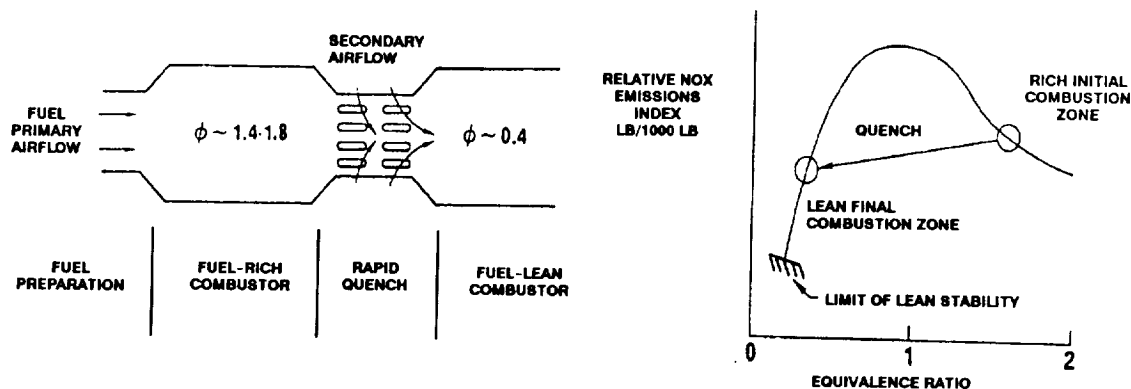 SECONDARY
AIRFLOW
FUEL
PRIMARY
AIRFLOW
ϕ ~ 1.4-1.8
ϕ ~ 0.4
FUEL
PREPARATION
FUEL-RICH
COMBUSTOR
RAPID
QUENCH
FUEL-LEAN
COMBUSTOR
RELATIVE NOX
EMISSIONS
INDEX
LB/1000 LB
RICH INITIAL
COMBUSTION
ZONE
QUENCH
LEAN FINAL
COMBUSTION ZONE
LIMIT OF LEAN STABILITY
0 1 2
EQUIVALENCE RATIO